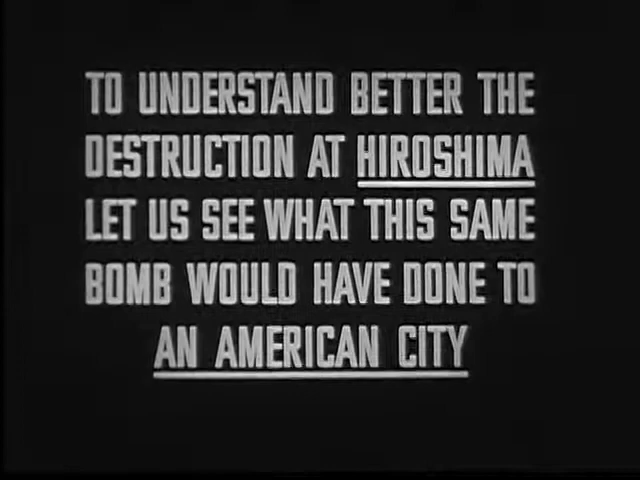 TO UNDERSTAND BETTER THE
DESTRUCTION AT HIROSHIMA
LET US SEE WHAT THIS SAME
BOMB WOULD HAVE DONE TO
AN AMERICAN CITY